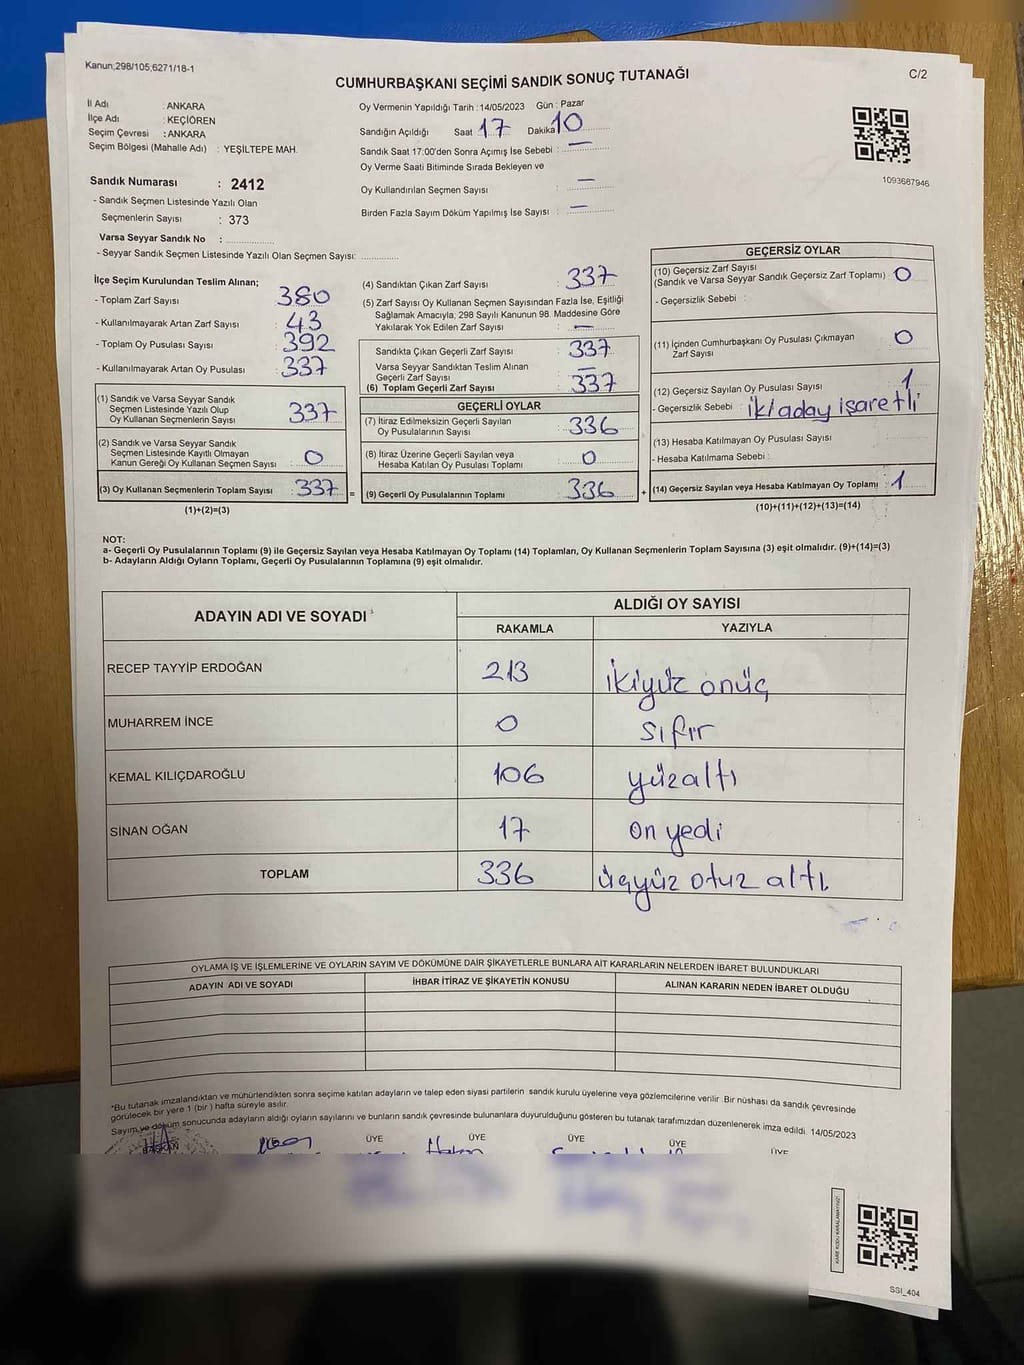 Kanun;298/105;6271/18-1
C/2
CUMHURBAŞKANI SEÇİMİ SANDIK SONUÇ TUTANAĞI
İl Adı : ANKARA
İlçe Adı : KEÇİÖREN
Seçim Çevresi : ANKARA
Seçim Bölgesi (Mahalle Adı) : YEŞİLTEPE MAH.
Sandık Numarası : 2412
- Sandık Seçmen Listesinde Yazılı Olan
Seçmenlerin Sayısı : 373
Varsa Seyyar Sandık No :
- Seyyar Sandık Seçmen Listesinde Yazılı Olan Seçmen Sayısı:
Oy Vermenin Yapıldığı Tarih : 14/05/2023 Gün : Pazar
Sandığın Açıldığı Saat 17 Dakika 10
Sandık Saat 17:00'den Sonra Açımış İse Sebebi : —
Oy Verme Saati Bitiminde Sırada Bekleyen ve
Oy Kullandırılan Seçmen Sayısı : —
Birden Fazla Sayım Döküm Yapılmış İse Sayısı : —
1093687946
İlçe Seçim Kurulundan Teslim Alınan;
- Toplam Zarf Sayısı : 380
- Kullanılmayarak Artan Zarf Sayısı : 43
- Toplam Oy Pusulası Sayısı : 392
- Kullanılmayarak Artan Oy Pusulası : 337
(1) Sandık ve Varsa Seyyar Sandık
Seçmen Listesinde Yazılı Olup
Oy Kullanan Seçmenlerin Sayısı : 337
(2) Sandık ve Varsa Seyyar Sandık
Seçmen Listesinde Kayıtlı Olmayan
Kanun Gereği Oy Kullanan Seçmen Sayısı : 0
(3) Oy Kullanan Seçmenlerin Toplam Sayısı : 337 =
(1)+(2)=(3)
(4) Sandıktan Çıkan Zarf Sayısı : 337
(5) Zarf Sayısı Oy Kullanan Seçmen Sayısından Fazla İse, Eşitliği
Sağlamak Amacıyla, 298 Sayılı Kanunun 98. Maddesine Göre
Yakılarak Yok Edilen Zarf Sayısı : —
Sandıkta Çıkan Geçerli Zarf Sayısı : 337
Varsa Seyyar Sandıktan Teslim Alınan
Geçerli Zarf Sayısı : —
(6) Toplam Geçerli Zarf Sayısı : 337
GEÇERLİ OYLAR
(7) İtiraz Edilmeksizin Geçerli Sayılan
Oy Pusulalarının Sayısı : 336
(8) İtiraz Üzerine Geçerli Sayılan veya
Hesaba Katılan Oy Pusulası Toplamı : 0
(9) Geçerli Oy Pusulalarının Toplamı : 336 +
GEÇERSİZ OYLAR
(10) Geçersiz Zarf Sayısı
(Sandık ve Varsa Seyyar Sandık Geçersiz Zarf Toplamı) : 0
- Geçersizlik Sebebi :
(11) İçinden Cumhurbaşkanı Oy Pusulası Çıkmayan
Zarf Sayısı : 0
(12) Geçersiz Sayılan Oy Pusulası Sayısı : 1
- Geçersizlik Sebebi : iki aday işaretli
(13) Hesaba Katılmayan Oy Pusulası Sayısı :
- Hesaba Katılmama Sebebi :
(14) Geçersiz Sayılan veya Hesaba Katılmayan Oy Toplamı : 1
(10)+(11)+(12)+(13)=(14)
NOT:
a- Geçerli Oy Pusulalarının Toplamı (9) ile Geçersiz Sayılan veya Hesaba Katılmayan Oy Toplamı (14) Toplamları, Oy Kullanan Seçmenlerin Toplam Sayısına (3) eşit olmalıdır. (9)+(14)=(3)
b- Adayların Aldığı Oyların Toplamı, Geçerli Oy Pusulalarının Toplamına (9) eşit olmalıdır.
ADAYIN ADI VE SOYADI ALDIĞI OY SAYISI
RAKAMLA YAZIYLA
RECEP TAYYİP ERDOĞAN 213 ikiyüz onüç
MUHARREM İNCE 0 sıfır
KEMAL KILIÇDAROĞLU 106 yüzaltı
SİNAN OĞAN 17 on yedi
TOPLAM 336 üçyüz otuz altı
OYLAMA İŞ VE İŞLEMLERİNE VE OYLARIN SAYIM VE DÖKÜMÜNE DAİR ŞİKAYETLERLE BUNLARA AİT KARARLARIN NELERDEN İBARET BULUNDUKLARI
ADAYIN ADI VE SOYADI İHBAR İTİRAZ VE ŞİKAYETİN KONUSU ALINAN KARARIN NEDEN İBARET OLDUĞU
*Bu tutanak imzalandıktan ve mühürlendikten sonra seçime katılan adayların ve talep eden siyasi partilerin sandık kurulu üyelerine veya gözlemcilerine verilir. Bir nüshası da sandık çevresinde
görülecek bir yere 1 (bir) hafta süreyle asılır.
Sayım ve döküm sonucunda adayların aldığı oyların sayılarını ve bunların sandık çevresinde bulunanlara duyurulduğunu gösteren bu tutanak tarafımızdan düzenlenerek imza edildi. 14/05/2023
BAŞKAN ÜYE ÜYE ÜYE ÜYE ÜYE
Hakan
KARE KODU KARALAMAYINIZ!
SSI_404